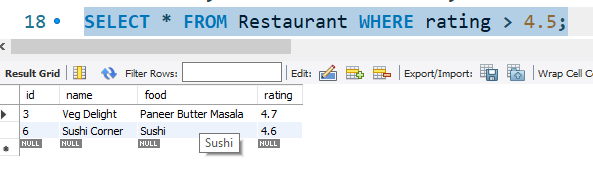 18 SELECT * FROM Restaurant WHERE rating > 4.5;
Result Grid Filter Rows: Edit: Export/Import: Wrap Cell Co
id name food rating
3 Veg Delight Paneer Butter Masala 4.7
6 Sushi Corner Sushi 4.6
NULL NULL NULL NULL
Sushi